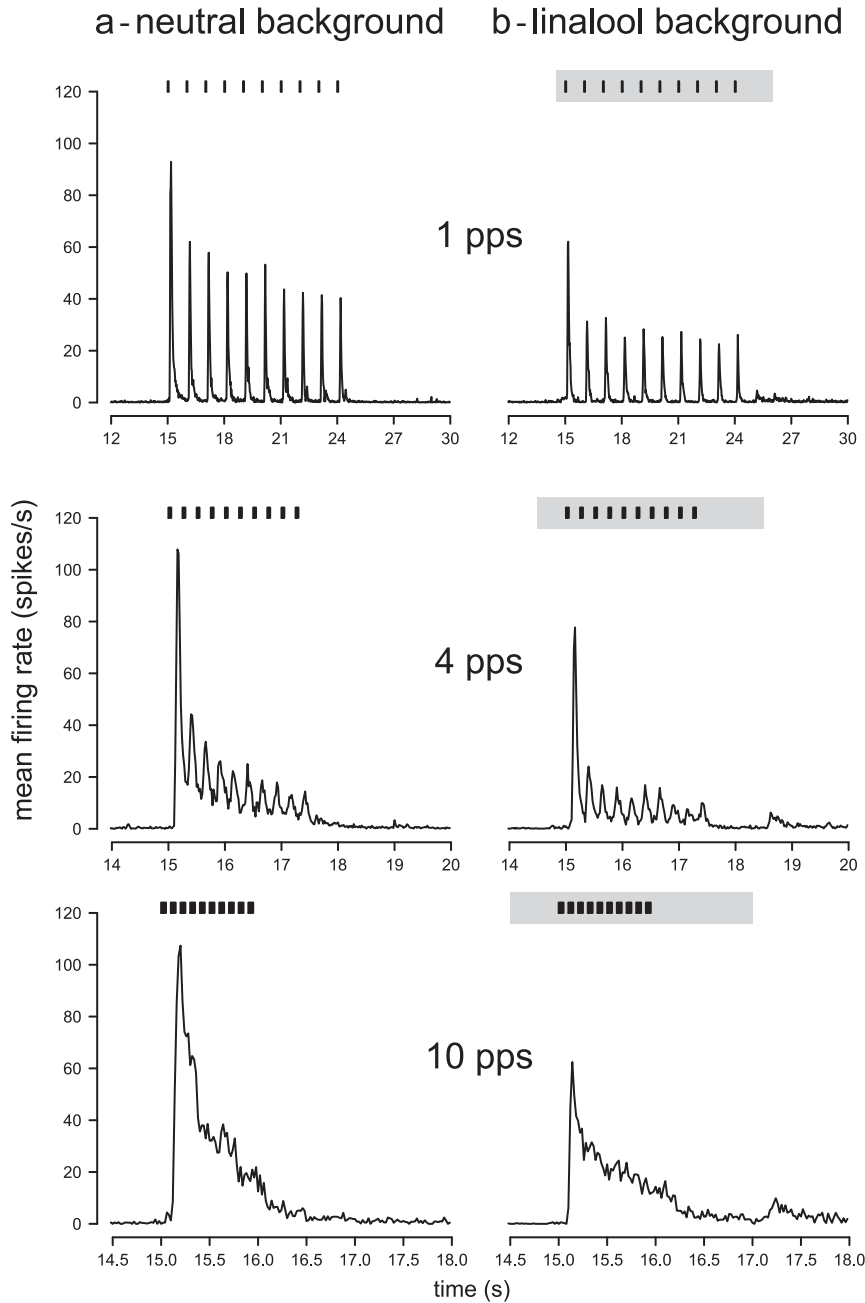 a - neutral background
b - linalool background
120
100
80
60
40
20
0
1 pps
12 15 18 21 24 27 30
12 15 18 21 24 27 30
120
100
80
60
40
20
0
4 pps
14 15 16 17 18 19 20
14 15 16 17 18 19 20
mean firing rate (spikes/s)
120
100
80
60
40
20
0
10 pps
14.5 15.0 15.5 16.0 16.5 17.0 17.5 18.0
14.5 15.0 15.5 16.0 16.5 17.0 17.5 18.0
time (s)